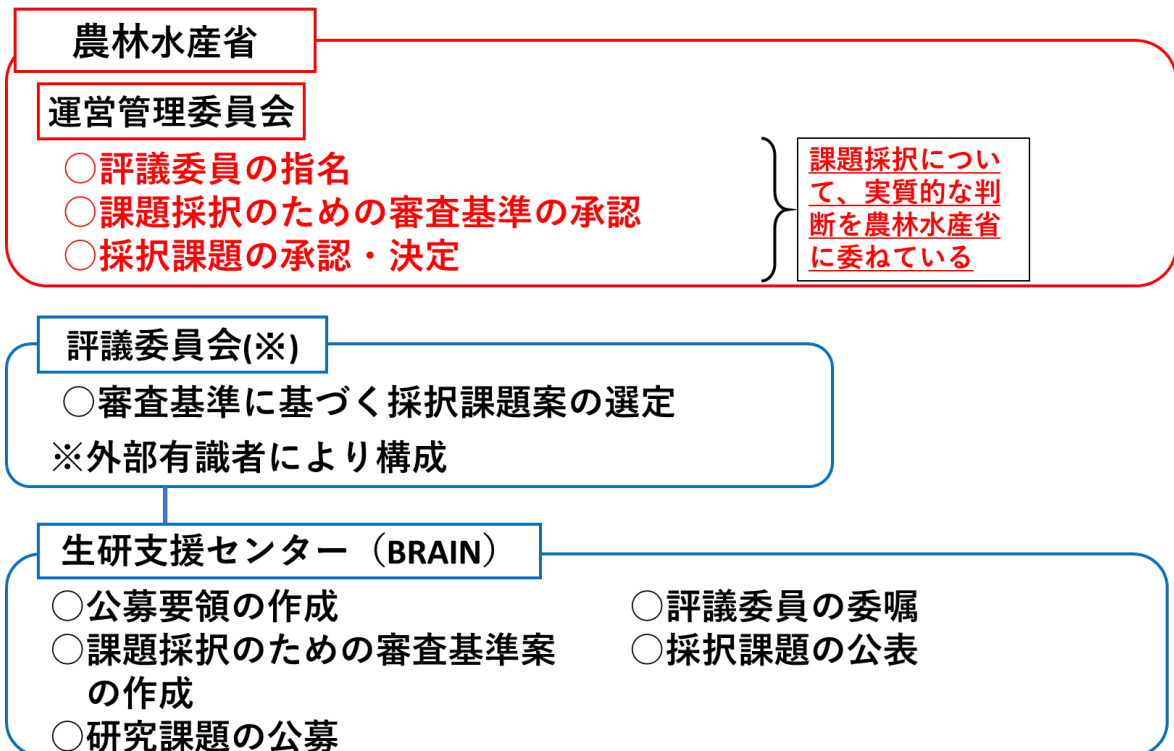 農林水産省
運営管理委員会
○評議委員の指名
○課題採択のための審査基準の承認
○採択課題の承認・決定
課題採択につい
て、実質的な判
断を農林水産省
に委ねている
評議委員会(※)
○審査基準に基づく採択課題案の選定
※外部有識者により構成
生研支援センター（BRAIN）
○公募要領の作成
○課題採択のための審査基準案
の作成
○研究課題の公募
○評議委員の委嘱
○採択課題の公表